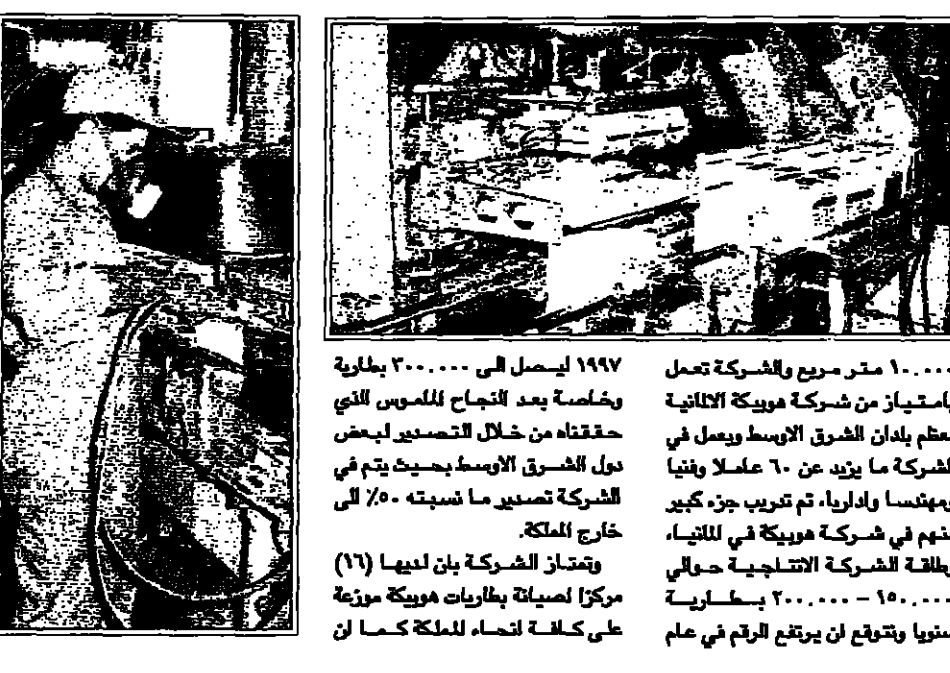 ١٠.٠٠٠ متر مربع والشركة تعمل
بامتياز من شركة هوبيكة الالمانية
لمعظم بلدان الشرق الاوسط ويعمل في
الشركة ما يزيد عن ٦٠ عاملا وفنيا
ومهندسا واداريا، تم تدريب جزء كبير
منهم في شركة هوبيكة في المانيا،
وطاقة الشركة الانتاجية حوالي
١٥٠.٠٠٠ – ٢٠٠.٠٠٠ بطارية
سنويا ونتوقع ان يرتفع الرقم في عام
١٩٩٧ ليصل الى ٣٠٠.٠٠٠ بطارية
وخاصة بعد النجاح الملموس الذي
حققناه من خلال التصدير لبعض
دول الشرق الاوسط بحيث يتم في
الشركة تصدير ما نسبته ٥٠٪ الى
خارج المملكة.
وتمتاز الشركة بان لديها (١٦)
مركزا لصيانة بطاريات هوبيكة موزعة
على كافة انحاء المملكة كما ان